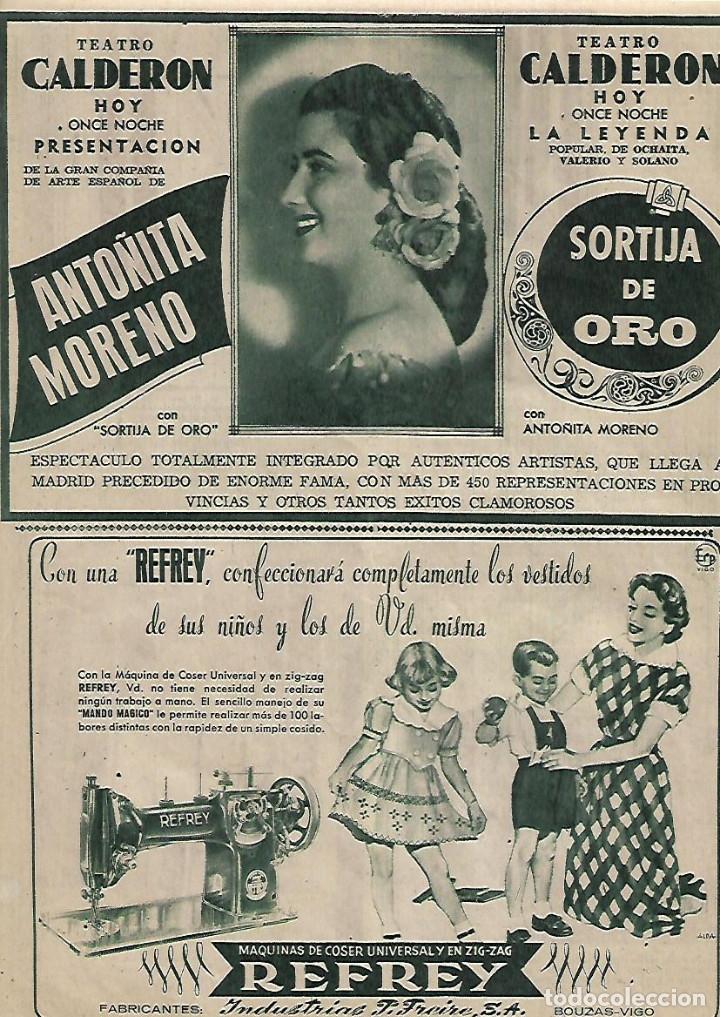 TEATRO
CALDERON
HOY
ONCE NOCHE
PRESENTACION
DE LA GRAN COMPAÑIA
DE ARTE ESPAÑOL DE
ANTOÑITA
MORENO
con
"SORTIJA DE ORO"
TEATRO
CALDERON
HOY
ONCE NOCHE
LA LEYENDA
POPULAR, DE OCHAITA,
VALERIO Y SOLANO
SORTIJA
DE
ORO
con
ANTOÑITA MORENO
ESPECTACULO TOTALMENTE INTEGRADO POR AUTENTICOS ARTISTAS, QUE LLEGA A
MADRID PRECEDIDO DE ENORME FAMA, CON MAS DE 450 REPRESENTACIONES EN PRO
VINCIAS Y OTROS TANTOS EXITOS CLAMOROSOS
Con una "REFREY", confeccionará completamente los vestidos
de sus niños y los de Vd. misma
Erp
VIGO
Con la Máquina de Coser Universal y en zig-zag
REFREY, Vd. no tiene necesidad de realizar
ningún trabajo a mano. El sencillo manejo de su
"MANDO MAGICO" le permite realizar más de 100 la-
bores distintas con la rapidez de un simple cosido.
REFREY
ALBA
MAQUINAS DE COSER UNIVERSAL Y EN ZIG-ZAG
REFREY
FABRICANTES: Industrias P. Freire, S.A. BOUZAS-VIGO
todocoleccion